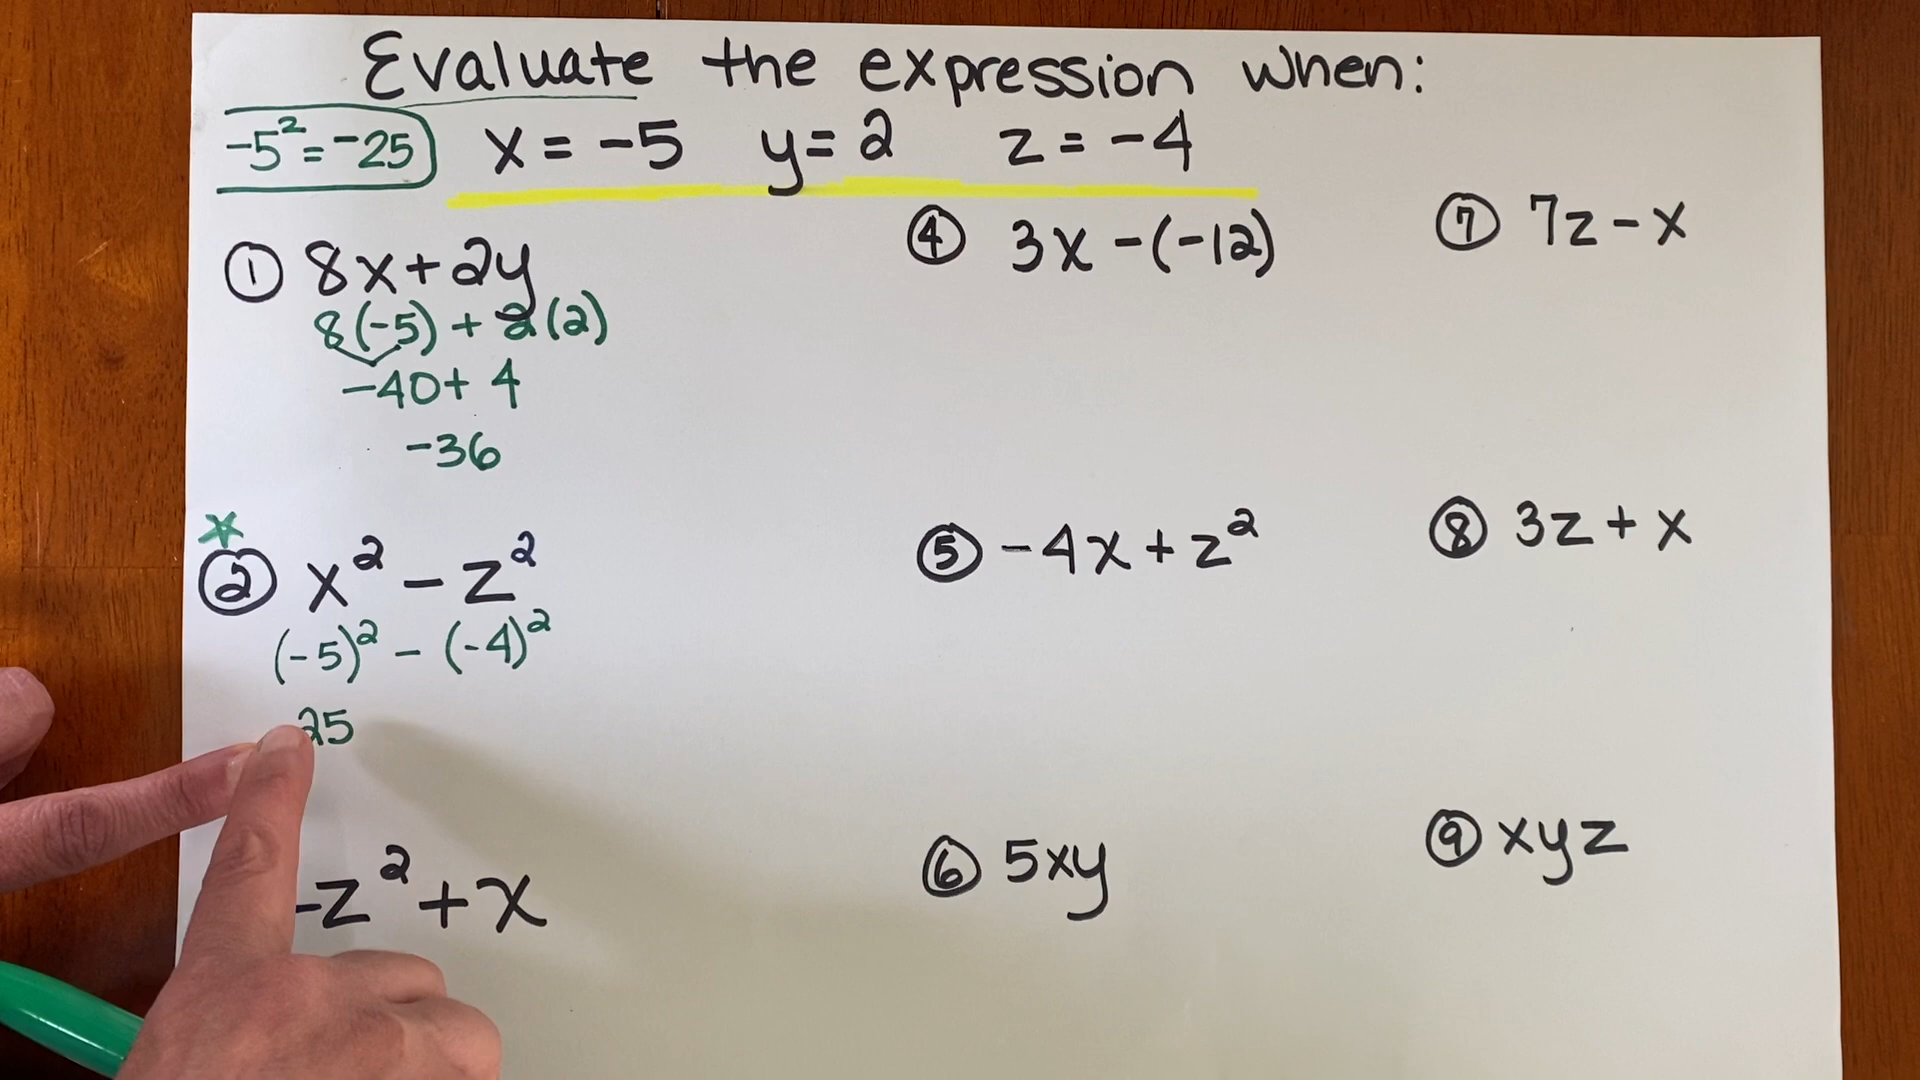 Evaluate the expression when:
-5² = -25
x = -5 y = 2 z = -4
① 8x + 2y
8(-5) + 2(2)
-40 + 4
-36
② x² - z²
(-5)² - (-4)²
25
-z² + x
④ 3x - (-12)
⑤ -4x + z²
⑥ 5xy
⑦ 7z - x
⑧ 3z + x
⑨ xyz